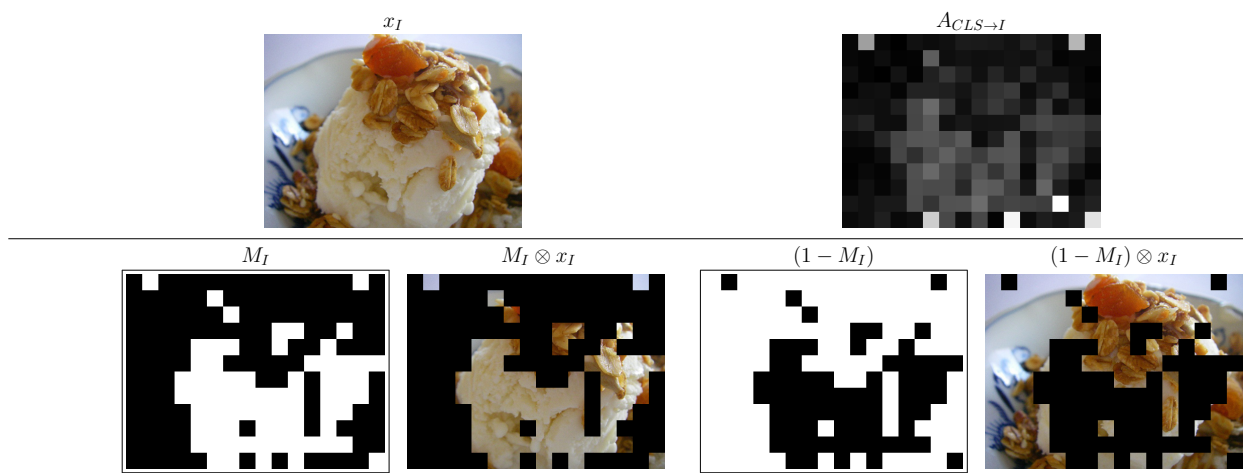 x_I
A_{CLS→I}
M_I
M_I ⊗ x_I
(1 − M_I)
(1 − M_I) ⊗ x_I